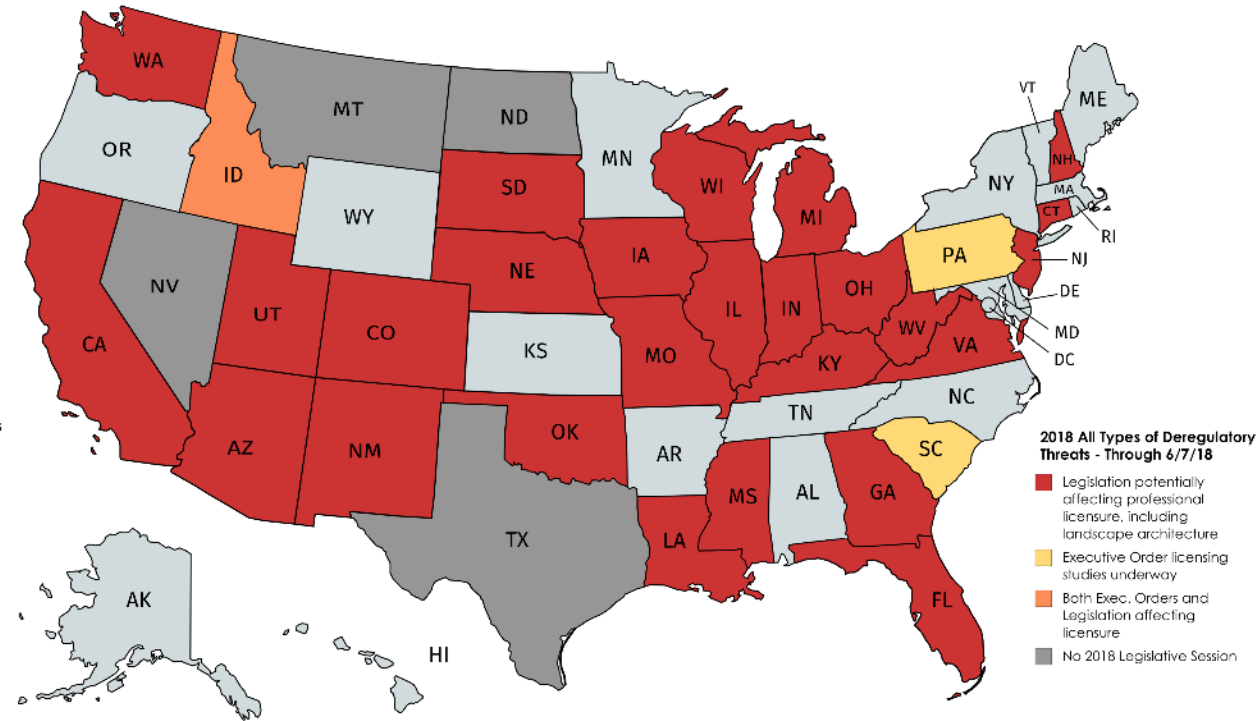 WA
MT
ND
OR
ID
MN
SD
WI
VT
ME
NH
NY
MA
WY
MI
CT
RI
IA
PA
NJ
NE
NV
UT
CO
IL
IN
OH
DE
WV
MD
CA
KS
MO
KY
VA
DC
TN
NC
AZ
NM
OK
AR
SC
MS
AL
GA
TX
LA
AK
FL
HI
2018 All Types of Deregulatory
Threats - Through 6/7/18
Legislation potentially
affecting professional
licensure, including
landscape architecture
Executive Order licensing
studies underway
Both Exec. Orders and
Legislation affecting
licensure
No 2018 Legislative Session